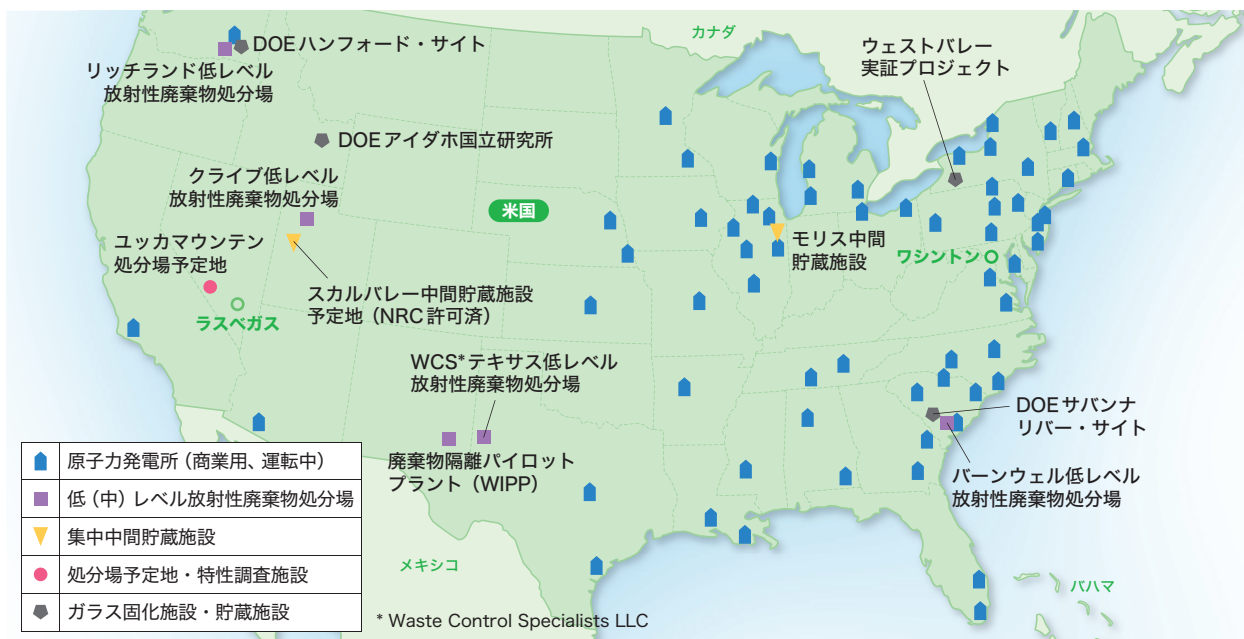 カナダ
DOEハンフォード・サイト
リッチランド低レベル
放射性廃棄物処分場
ウェストバレー
実証プロジェクト
DOEアイダホ国立研究所
クライブ低レベル
放射性廃棄物処分場
米国
ユッカマウンテン
処分場予定地
モリス中間
貯蔵施設
ワシントン
スカルバレー中間貯蔵施設
予定地（NRC許可済）
ラスベガス
WCS*テキサス低レベル
放射性廃棄物処分場
DOEサバンナ
リバー・サイト
廃棄物隔離パイロット
プラント（WIPP）
バーンウェル低レベル
放射性廃棄物処分場
原子力発電所（商業用、運転中）
低（中）レベル放射性廃棄物処分場
集中中間貯蔵施設
処分場予定地・特性調査施設
ガラス固化施設・貯蔵施設
メキシコ
バハマ
* Waste Control Specialists LLC